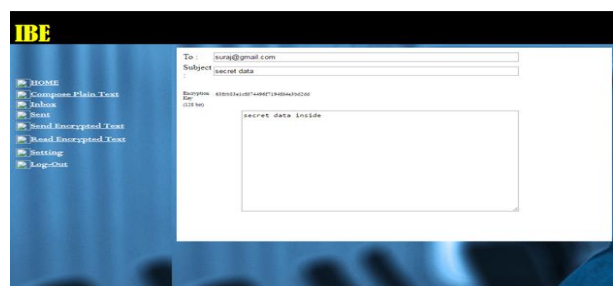 IBE
To : suraj@gmail.com
Subject : secret data
HOME
Compose Plain Text
Inbox
Sent
Send Encrypted Text
Read Encrypted Text
Setting
Log-Out
Encryption Key (128 bit)
secret data inside